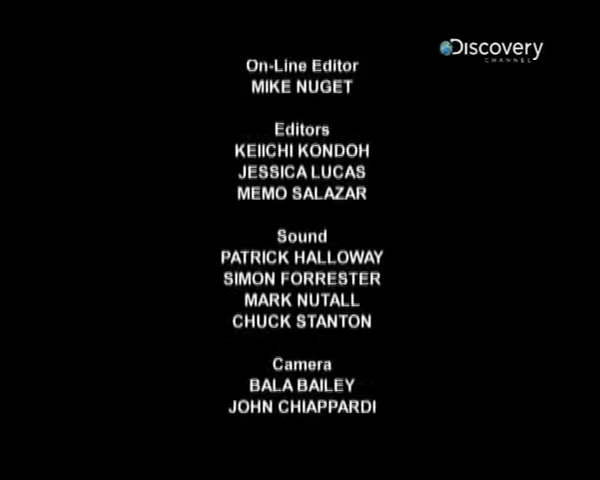 Discovery
CHANNEL
On-Line Editor
MIKE NUGET
Editors
KEIICHI KONDOH
JESSICA LUCAS
MEMO SALAZAR
Sound
PATRICK HALLOWAY
SIMON FORRESTER
MARK NUTALL
CHUCK STANTON
Camera
BALA BAILEY
JOHN CHIAPPARDI